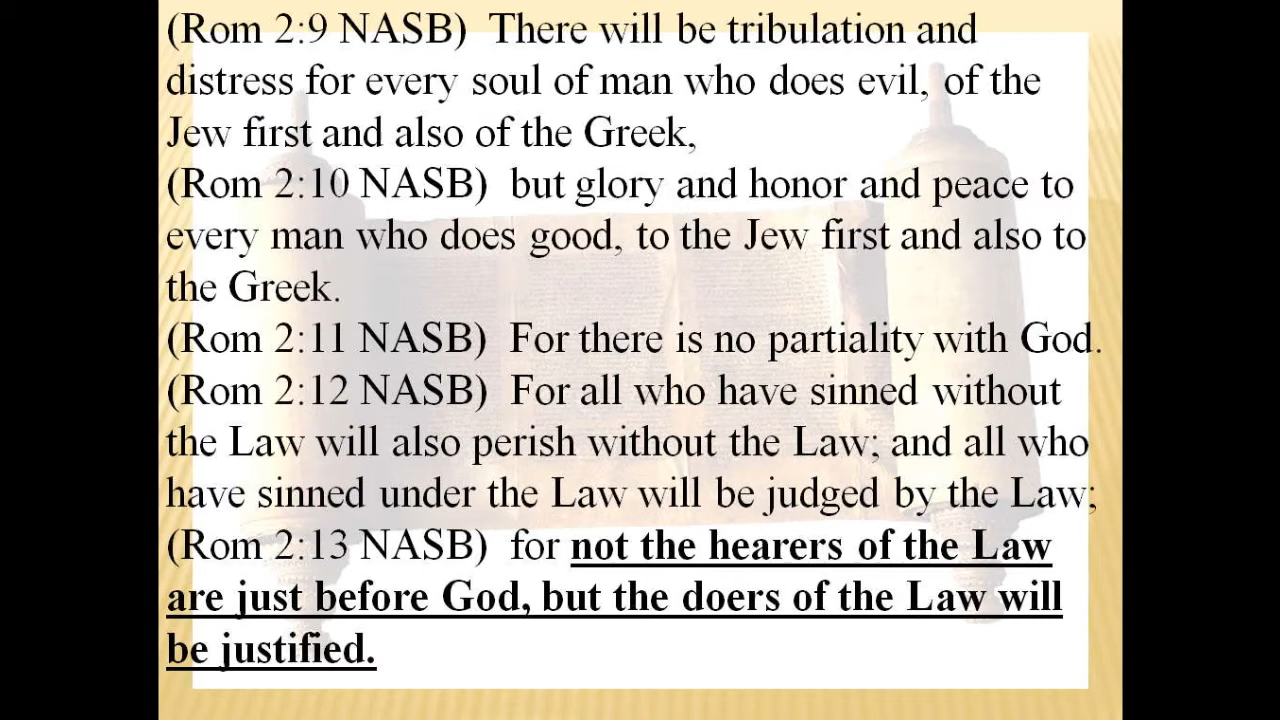 (Rom 2:9 NASB)  There will be tribulation and
distress for every soul of man who does evil, of the
Jew first and also of the Greek,
(Rom 2:10 NASB)  but glory and honor and peace to
every man who does good, to the Jew first and also to
the Greek.
(Rom 2:11 NASB)  For there is no partiality with God.
(Rom 2:12 NASB)  For all who have sinned without
the Law will also perish without the Law; and all who
have sinned under the Law will be judged by the Law;
(Rom 2:13 NASB)  for not the hearers of the Law
are just before God, but the doers of the Law will
be justified.